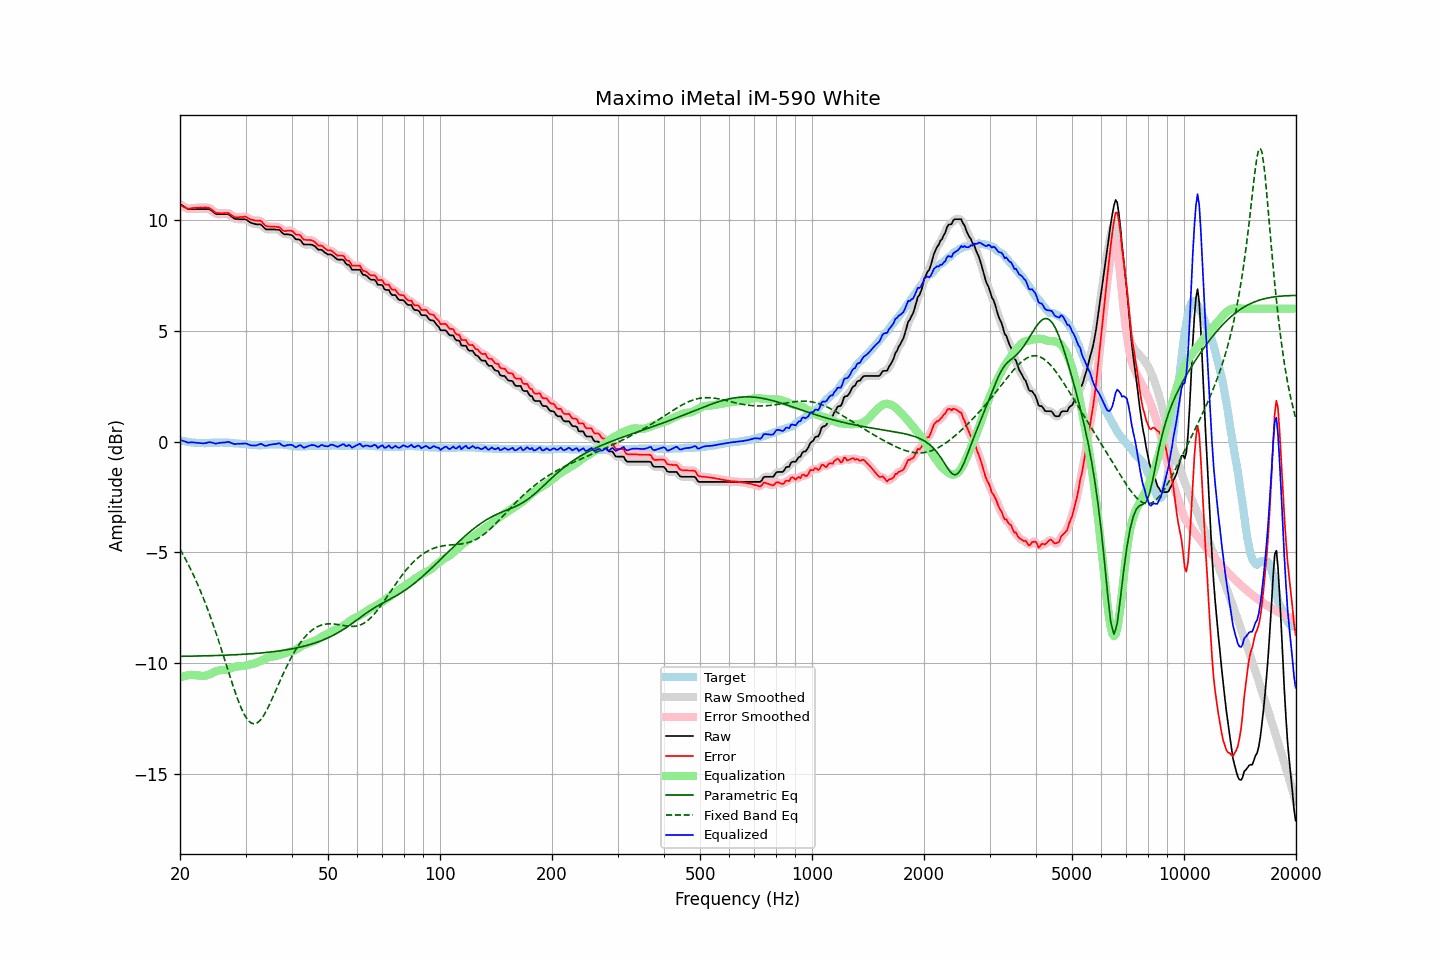 Maximo iMetal iM-590 White
Amplitude (dBr)
10
5
0
−5
−10
−15
Target
Raw Smoothed
Error Smoothed
Raw
Error
Equalization
Parametric Eq
Fixed Band Eq
Equalized
20 50 100 200 500 1000 2000 5000 10000 20000
Frequency (Hz)